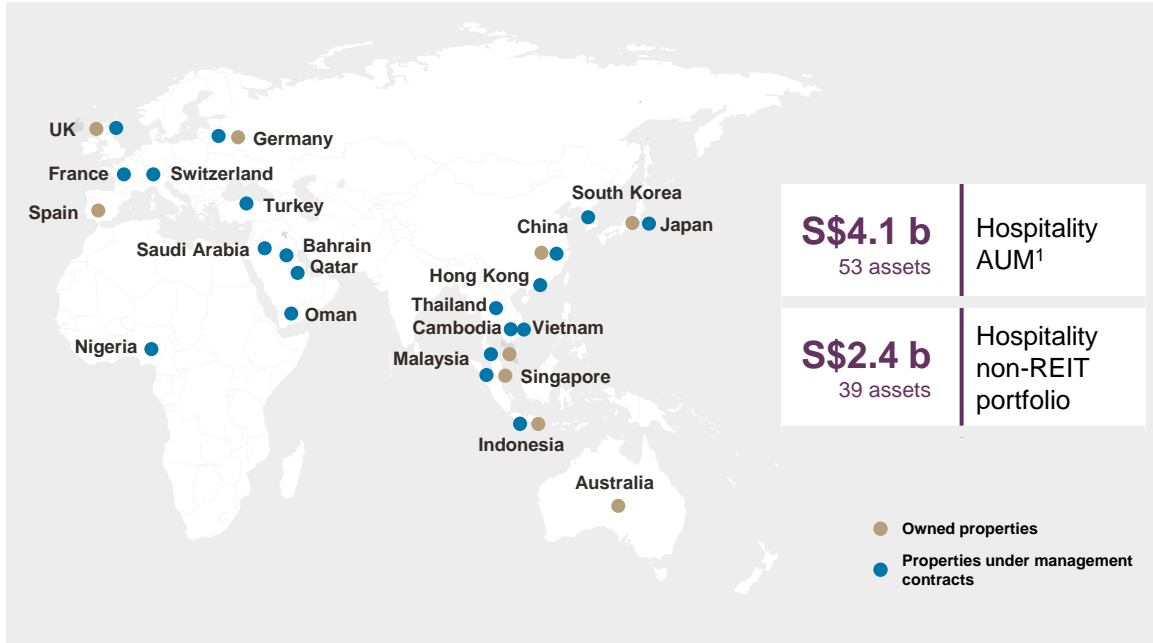 UK
Germany
France
Switzerland
Spain
Turkey
South Korea
Japan
China
Saudi Arabia
Bahrain
Qatar
Hong Kong
Oman
Thailand
Cambodia
Vietnam
Nigeria
Malaysia
Singapore
Indonesia
Australia
S$4.1 b
53 assets
Hospitality
AUM1
S$2.4 b
39 assets
Hospitality
non-REIT
portfolio
Owned properties
Properties under management
contracts